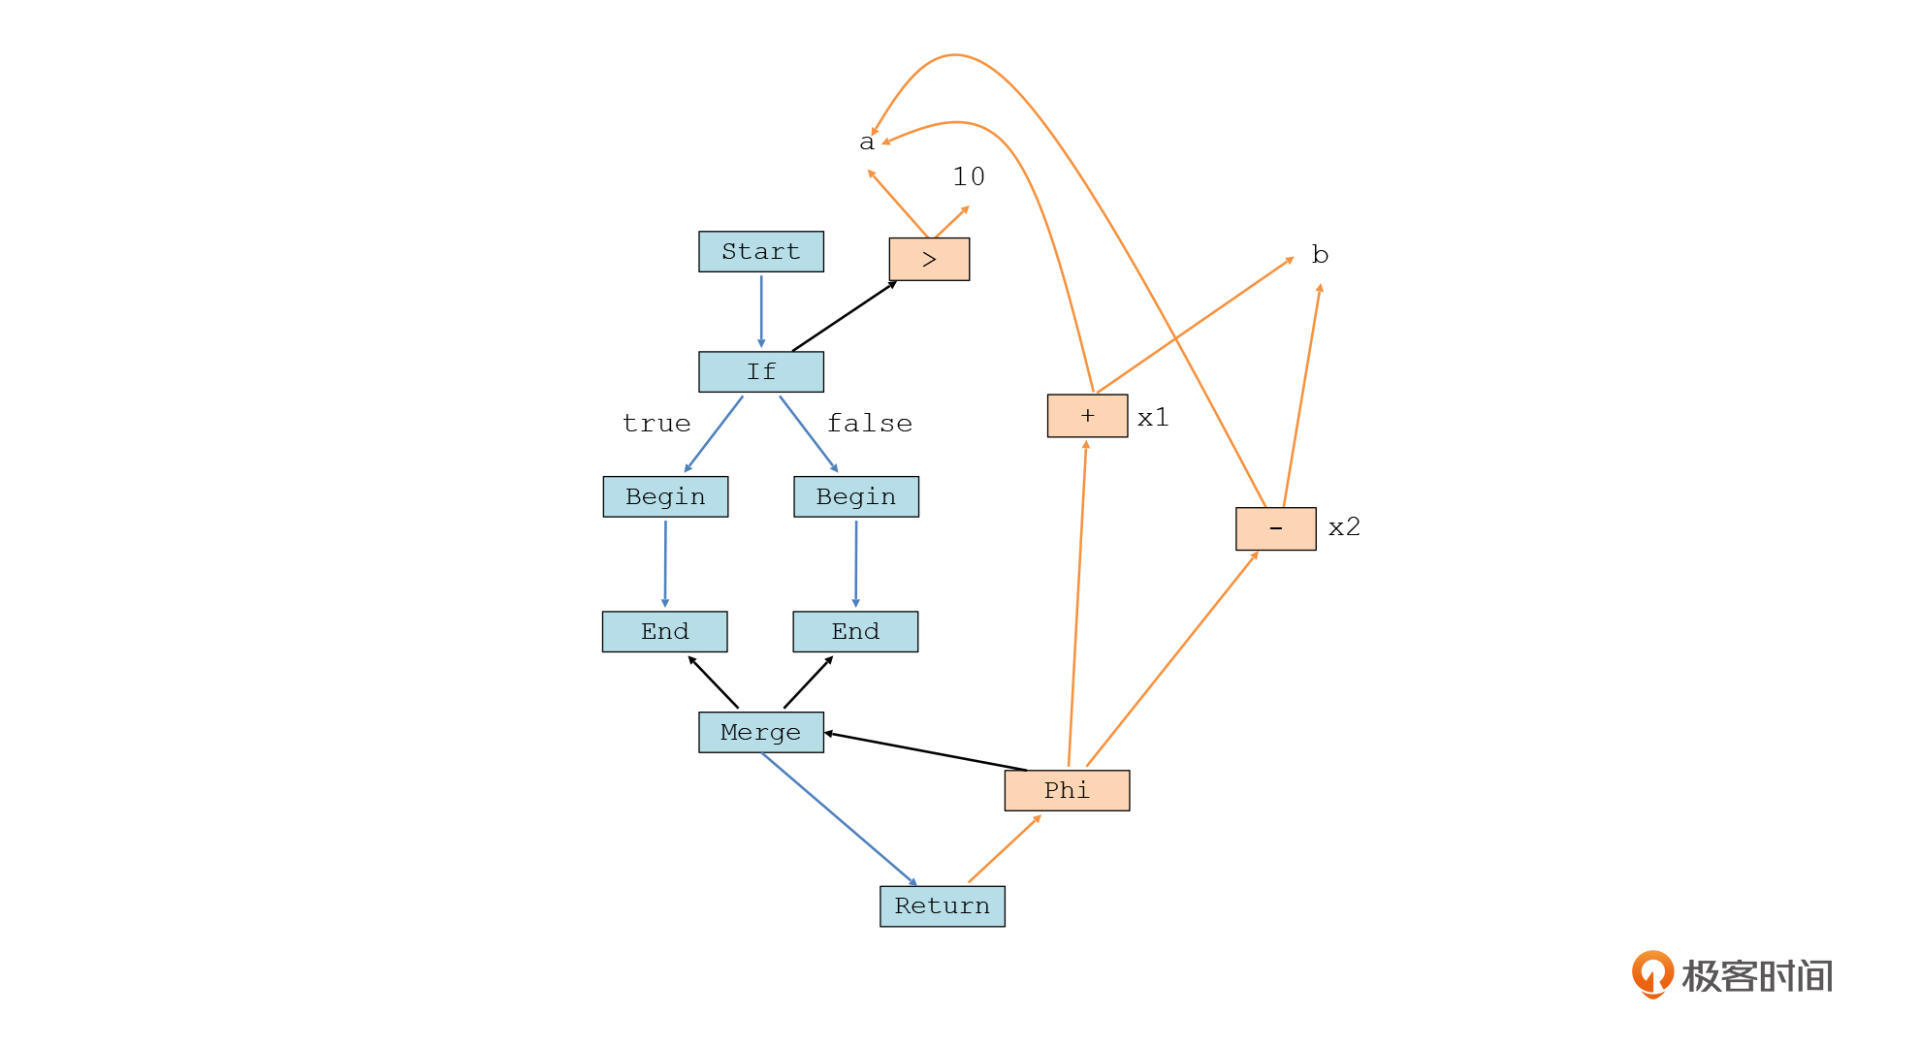 a
10
Start
>
b
If
true
false
+
x1
Begin
Begin
-
x2
End
End
Merge
Phi
Return
极客时间